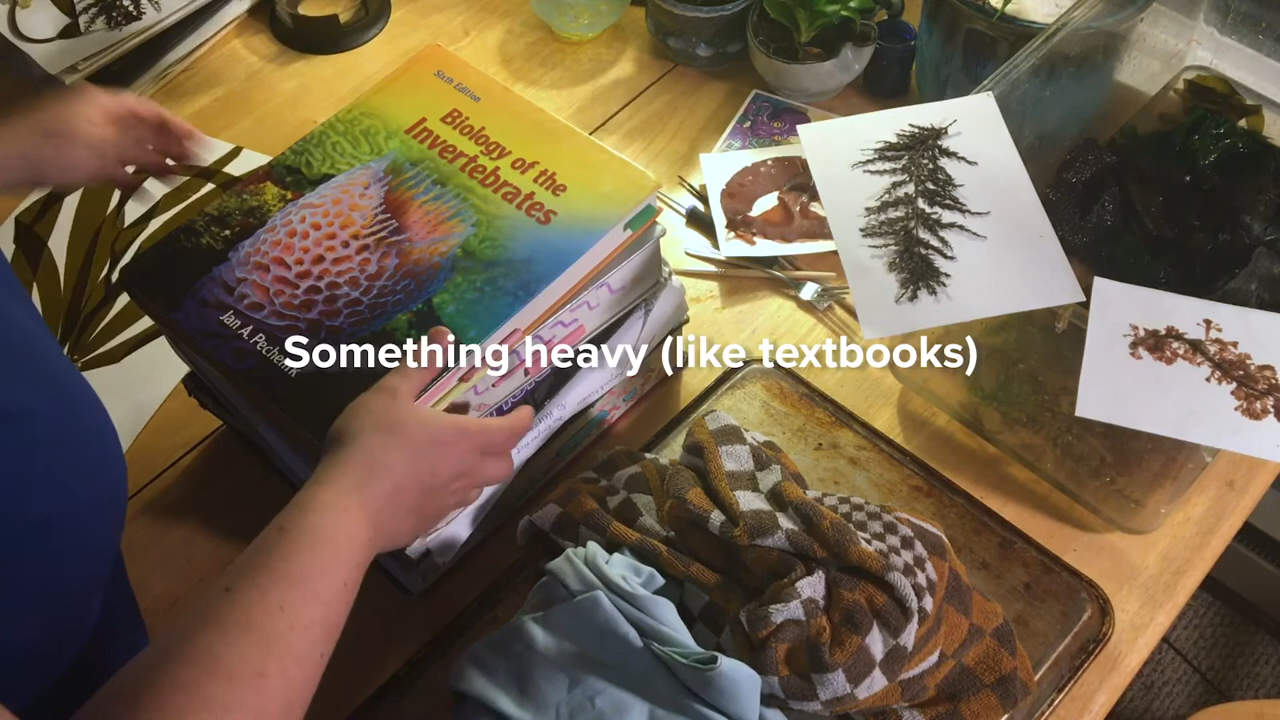 Sixth Edition
Biology of the
Invertebrates
Jan A. Pechenik
Something heavy (like textbooks)